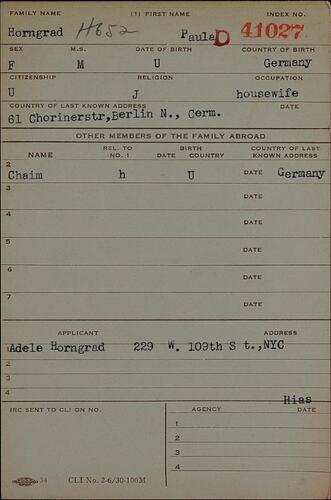 FAMILY NAME (1) FIRST NAME INDEX NO.
Horngrad H652 Paula D 41027
SEX M.S. DATE OF BIRTH COUNTRY OF BIRTH
F M U Germany
CITIZENSHIP RELIGION OCCUPATION
U J housewife
COUNTRY OF LAST KNOWN ADDRESS DATE
61 Chorinerstr,Berlin N., Germ.
OTHER MEMBERS OF THE FAMILY ABROAD
NAME REL. TO NO. 1 BIRTH DATE COUNTRY COUNTRY OF LAST KNOWN ADDRESS
2 Chaim h U DATE Germany
3 DATE
4 DATE
5 DATE
6 DATE
7 DATE
APPLICANT ADDRESS
1 Adele Horngrad 229 W. 109th S t.,NYC
2
3
4 Hias
IRC SENT TO CLI ON NO. AGENCY DATE
1
2
3
4
34 CLI No. 2-6/30-100M